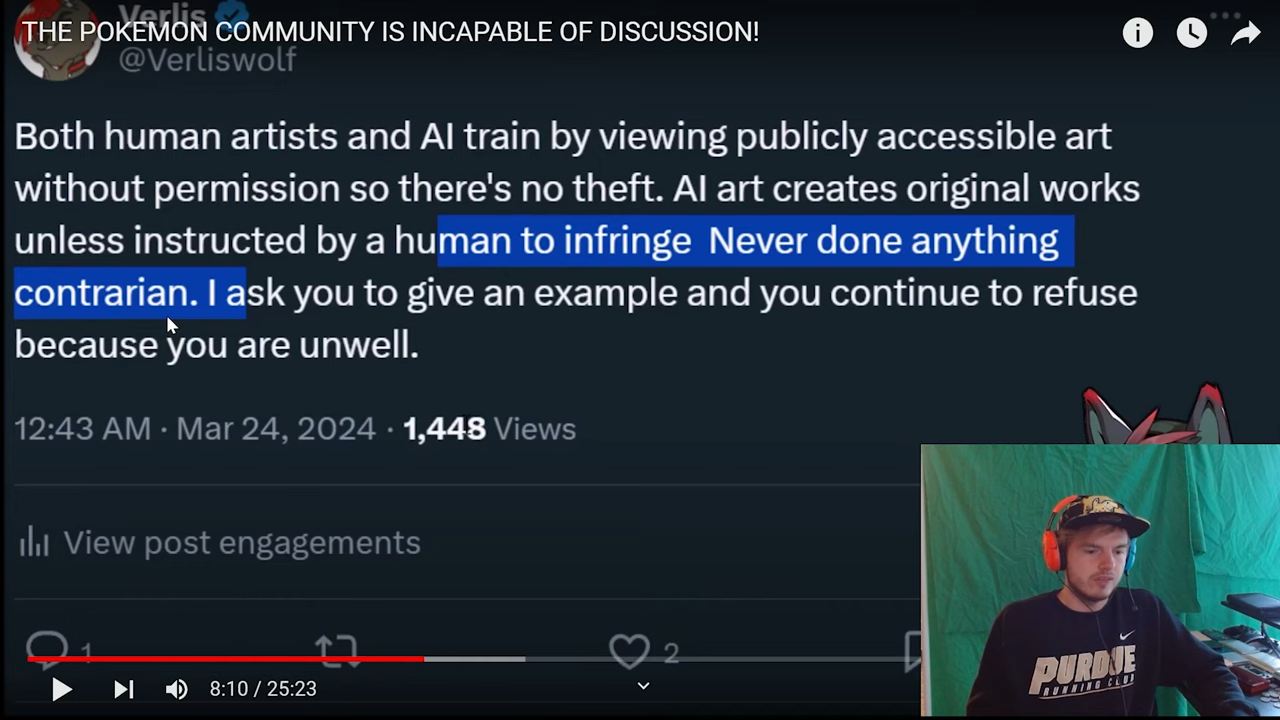 Verlis
THE POKEMON COMMUNITY IS INCAPABLE OF DISCUSSION!
@Verliswolf
Both human artists and AI train by viewing publicly accessible art
without permission so there's no theft. AI art creates original works
unless instructed by a human to infringe  Never done anything
contrarian. I ask you to give an example and you continue to refuse
because you are unwell.
12:43 AM · Mar 24, 2024 · 1,448 Views
View post engagements
1
2
8:10 / 25:23
PURDUE
RUNNING CLUB